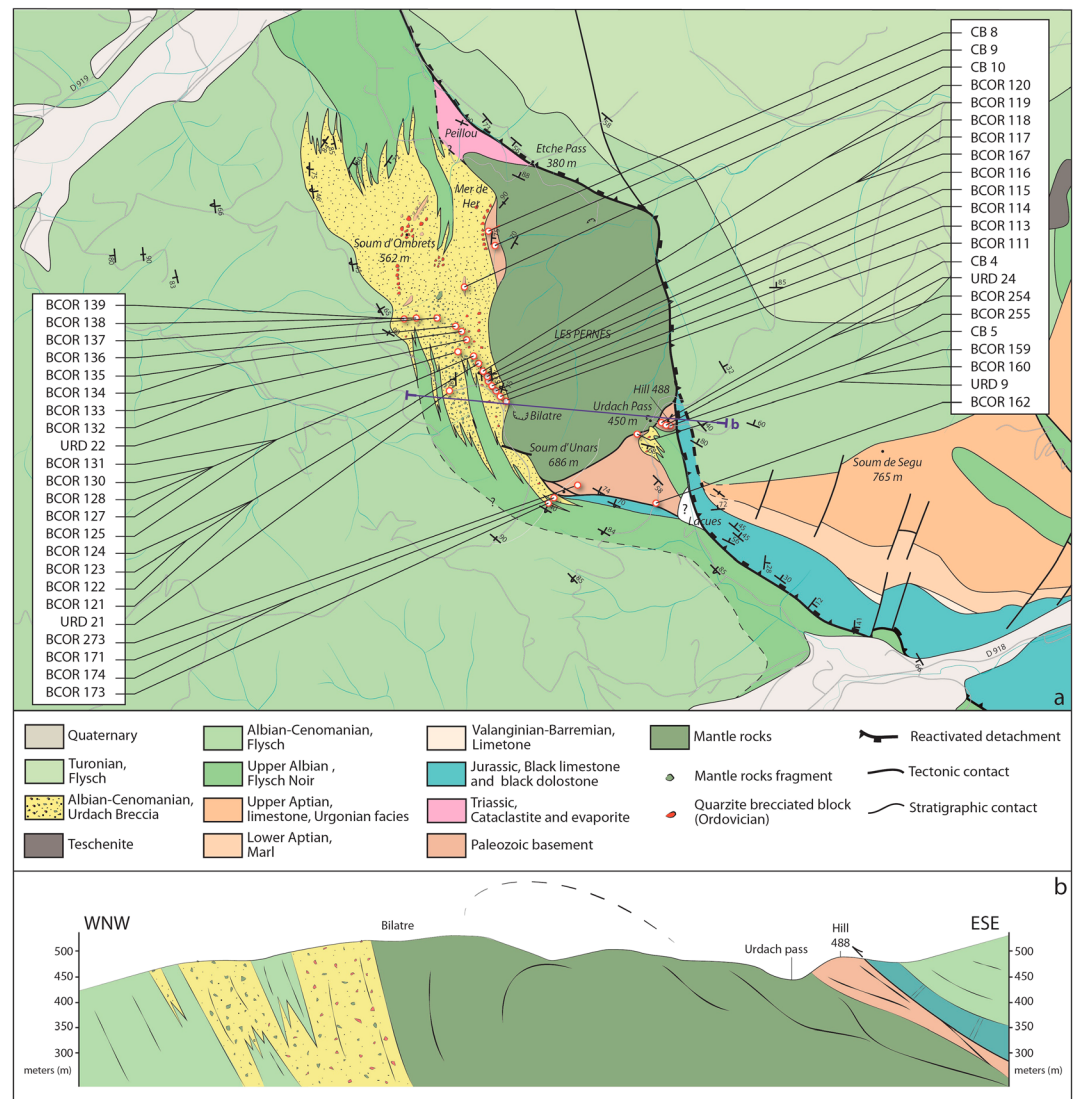 D 919
Peillou
Etche Pass
380 m
Mer de
Her
Soum d'Ombrets
562 m
LES PERNES
Hill 488
Urdach Pass
450 m
Bilatre
b
Soum d'Unars
686 m
Soum de Segu
765 m
?
?
Lacues
D 918
a
CB 8
CB 9
CB 10
BCOR 120
BCOR 119
BCOR 118
BCOR 117
BCOR 167
BCOR 116
BCOR 115
BCOR 114
BCOR 113
BCOR 111
CB 4
URD 24
BCOR 254
BCOR 255
CB 5
BCOR 159
BCOR 160
URD 9
BCOR 162
BCOR 139
BCOR 138
BCOR 137
BCOR 136
BCOR 135
BCOR 134
BCOR 133
BCOR 132
URD 22
BCOR 131
BCOR 130
BCOR 128
BCOR 127
BCOR 125
BCOR 124
BCOR 123
BCOR 122
BCOR 121
URD 21
BCOR 273
BCOR 171
BCOR 174
BCOR 173
Quaternary
Turonian,
Flysch
Albian-Cenomanian,
Urdach Breccia
Teschenite
Albian-Cenomanian,
Flysch
Upper Albian ,
Flysch Noir
Upper Aptian,
limestone, Urgonian facies
Lower Aptian,
Marl
Valanginian-Barremian,
Limetone
Jurassic, Black limestone
and black dolostone
Triassic,
Cataclastite and evaporite
Paleozoic basement
Mantle rocks
Mantle rocks fragment
Quarzite brecciated block
(Ordovician)
Reactivated detachment
Tectonic contact
Stratigraphic contact
b
WNW
ESE
Bilatre
Urdach pass
Hill
488
500
450
400
350
300
meters (m)
500
450
400
350
300
meters (m)